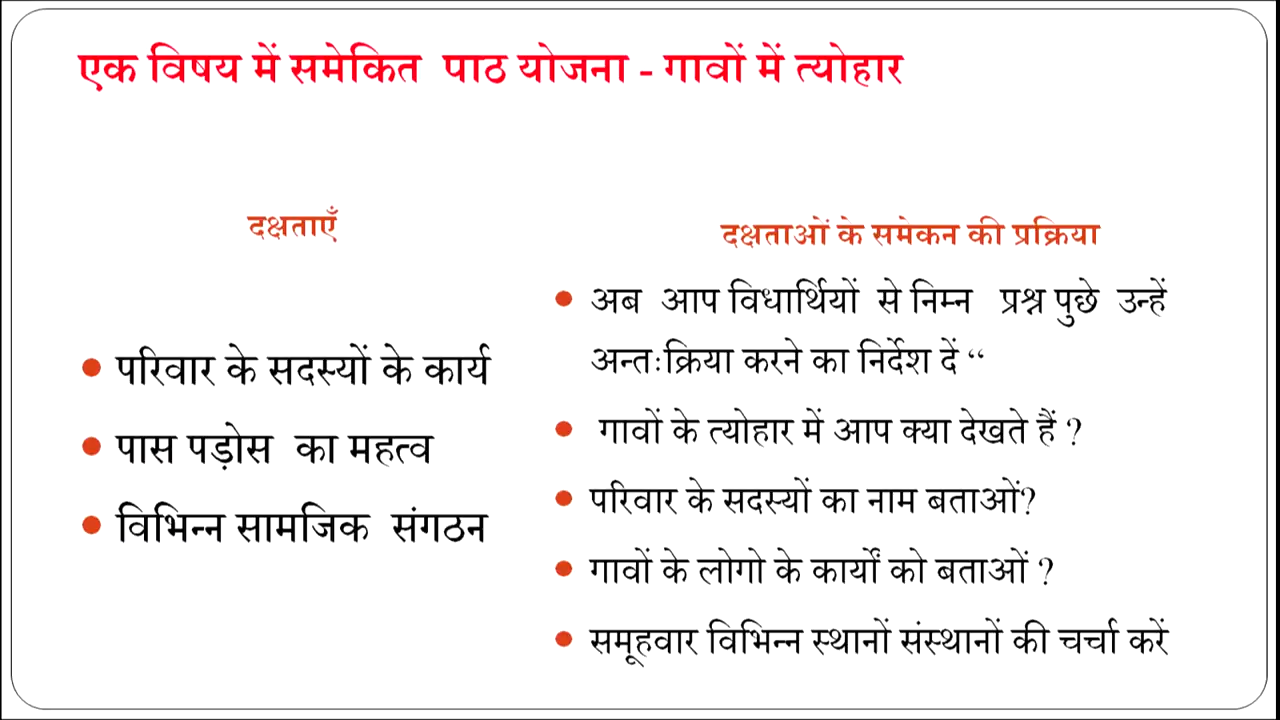 एक विषय में समेकित पाठ योजना - गावों में त्योहार
दक्षताएँ
परिवार के सदस्यों के कार्य
पास पड़ोस का महत्व
विभिन्न सामजिक संगठन
दक्षताओं के समेकन की प्रक्रिया
अब आप विधार्थियों से निम्न प्रश्न पुछे उन्हें
अन्तःक्रिया करने का निर्देश दें “
गावों के त्योहार में आप क्या देखते हैं ?
परिवार के सदस्यों का नाम बताओं?
गावों के लोगो के कार्यों को बताओं ?
समूहवार विभिन्न स्थानों संस्थानों की चर्चा करें